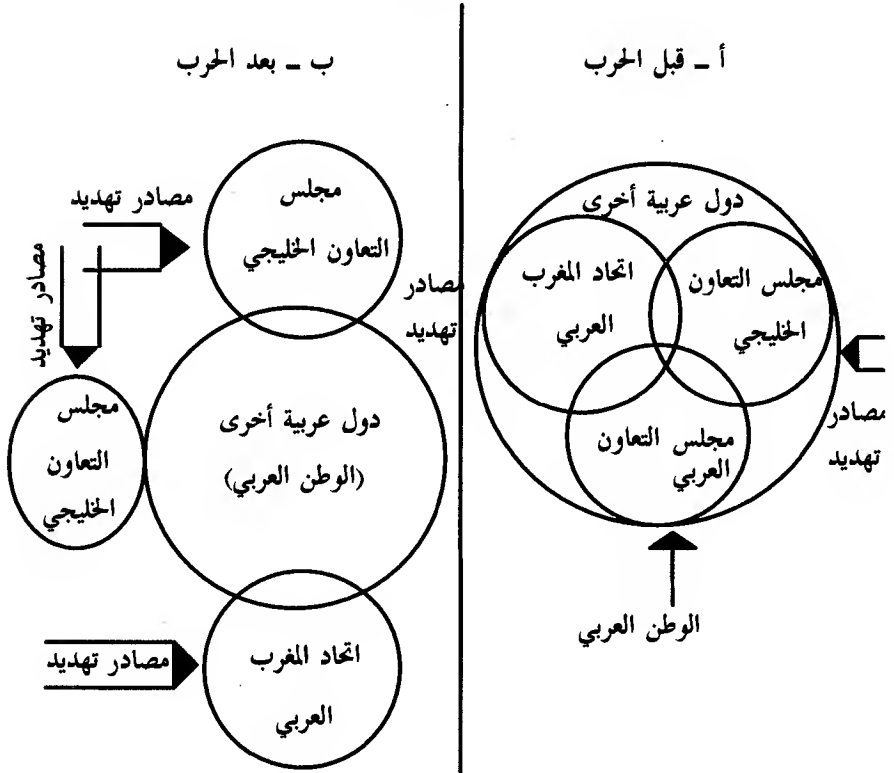 أ ـ قبل الحرب
دول عربية أخرى
مجلس التعاون
الخليجي
اتحاد المغرب
العربي
مجلس التعاون
العربي
مصادر
تهديد
الوطن العربي
ب ـ بعد الحرب
مجلس
التعاون الخليجي
مصادر تهديد
مصادر تهديد
مصادر
تهديد
دول عربية أخرى
(الوطن العربي)
مجلس
التعاون
الخليجي
اتحاد المغرب
العربي
مصادر تهديد